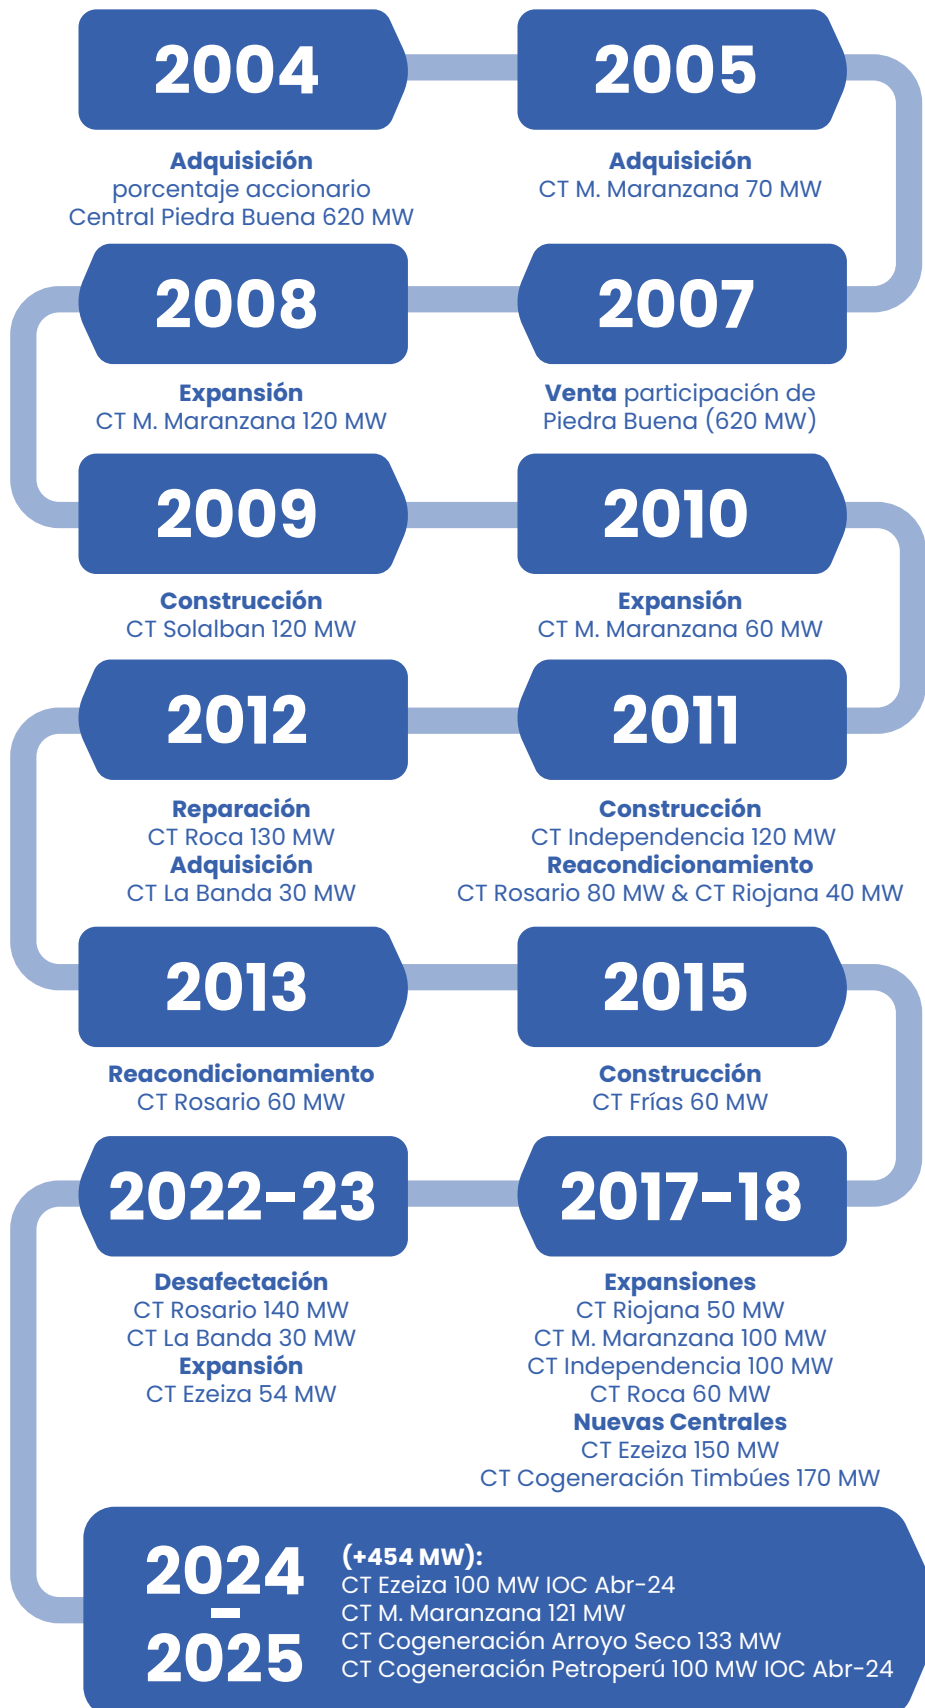 2004
Adquisición
porcentaje accionario
Central Piedra Buena 620 MW
2005
Adquisición
CT M. Maranzana 70 MW
2007
Venta participación de
Piedra Buena (620 MW)
2008
Expansión
CT M. Maranzana 120 MW
2009
Construcción
CT Solalban 120 MW
2010
Expansión
CT M. Maranzana 60 MW
2011
Construcción
CT Independencia 120 MW
Reacondicionamiento
CT Rosario 80 MW & CT Riojana 40 MW
2012
Reparación
CT Roca 130 MW
Adquisición
CT La Banda 30 MW
2013
Reacondicionamiento
CT Rosario 60 MW
2015
Construcción
CT Frías 60 MW
2017-18
Expansiones
CT Riojana 50 MW
CT M. Maranzana 100 MW
CT Independencia 100 MW
CT Roca 60 MW
Nuevas Centrales
CT Ezeiza 150 MW
CT Cogeneración Timbúes 170 MW
2022-23
Desafectación
CT Rosario 140 MW
CT La Banda 30 MW
Expansión
CT Ezeiza 54 MW
2024
-
2025
(+454 MW):
CT Ezeiza 100 MW IOC Abr-24
CT M. Maranzana 121 MW
CT Cogeneración Arroyo Seco 133 MW
CT Cogeneración Petroperú 100 MW IOC Abr-24